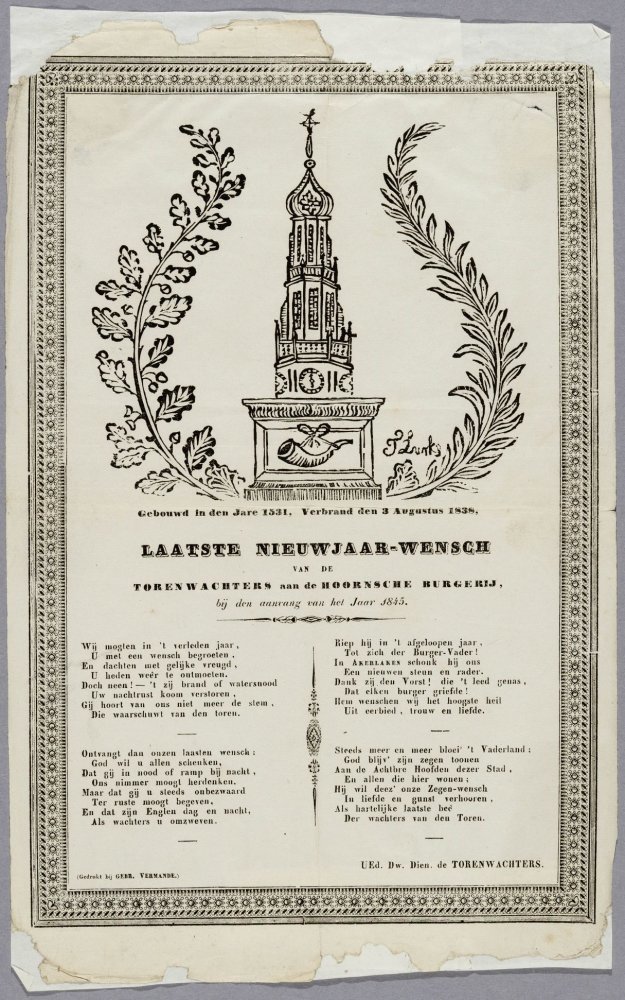 J Lunk
Gebouwd in den Jare 1531, Verbrand den 3 Augustus 1838.
LAATSTE NIEUWJAAR-WENSCH
VAN DE
TORENWACHTERS aan de HOORNSCHE BURGERIJ,
bij den aanvang van het Jaar 1845.
Wij mogten in 't verleden jaar,
U met een wensch begroeten,
En dachten met gelijke vreugd,
U heden weêr te ontmoeten.
Doch neen! — 't zij brand of watersnood
Uw nachtrust koom verstoren,
Gij hoort van ons niet meer de stem,
Die waarschuwt van den toren.
Ontvangt dan onzen laasten wensch;
God wil u allen schenken,
Dat gij in nood of ramp bij nacht,
Ons nimmer moogt herdenken.
Maar dat gij u steeds onbezwaard
Ter ruste moogt begeven,
En dat zijn Englen dag en nacht,
Als wachters u omzweven.
(Gedrukt bij GEBR. VERMANDE.)
Riep hij in 't afgeloopen jaar,
Tot zich der Burger-Vader!
In AKERLAKEN schonk hij ons
Een nieuwen steun en rader.
Dank zij den Vorst! die 't leed genas,
Dat elken burger griefde!
Hem wenschen wij het hoogste heil
Uit eerbied, trouw en liefde.
Steeds meer en meer bloei' 't Vaderland;
God blijv' zijn zegen toonen
Aan de Achtbre Hoofden dezer Stad,
En allen die hier wonen;
Hij wil deez' onze Zegen-wensch
In liefde en gunst verhooren,
Als hartelijke laatste beê
Der wachters van den Toren.
UEd. Dw. Dien. de TORENWACHTERS.